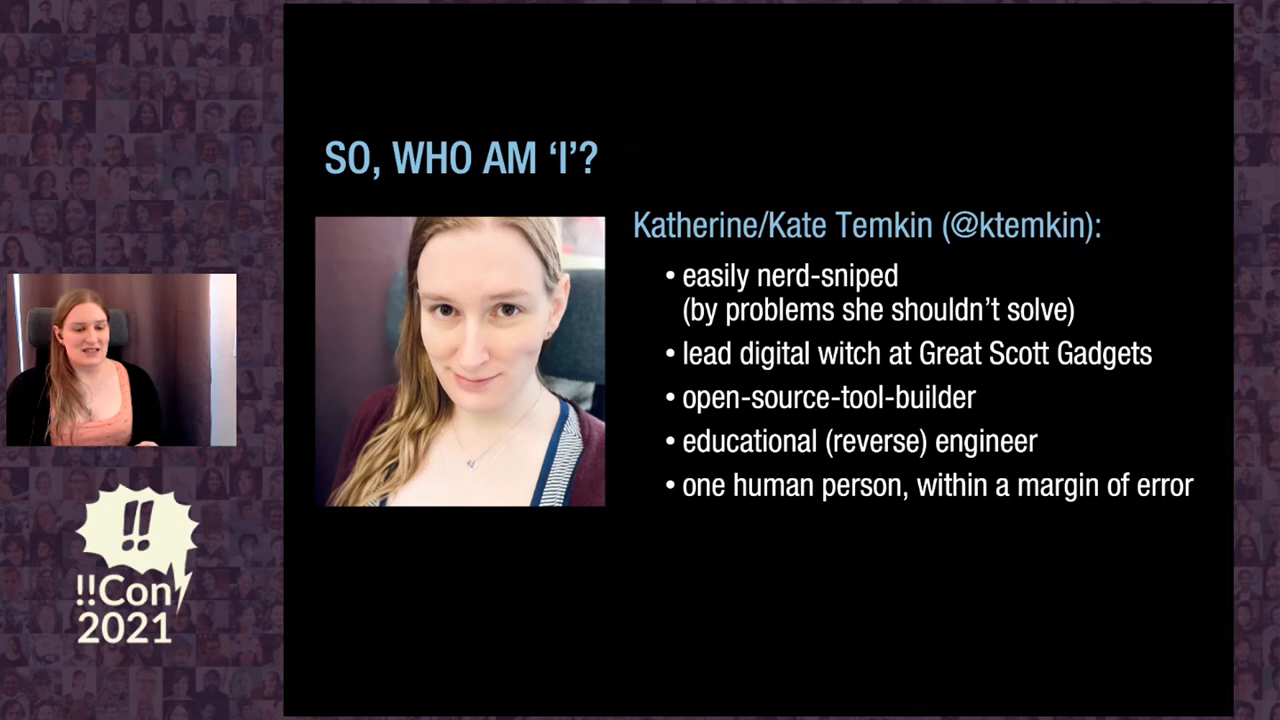 SO, WHO AM ‘I’?
Katherine/Kate Temkin (@ktemkin):
• easily nerd-sniped
(by problems she shouldn’t solve)
• lead digital witch at Great Scott Gadgets
• open-source-tool-builder
• educational (reverse) engineer
• one human person, within a margin of error
!!
!!Con
2021